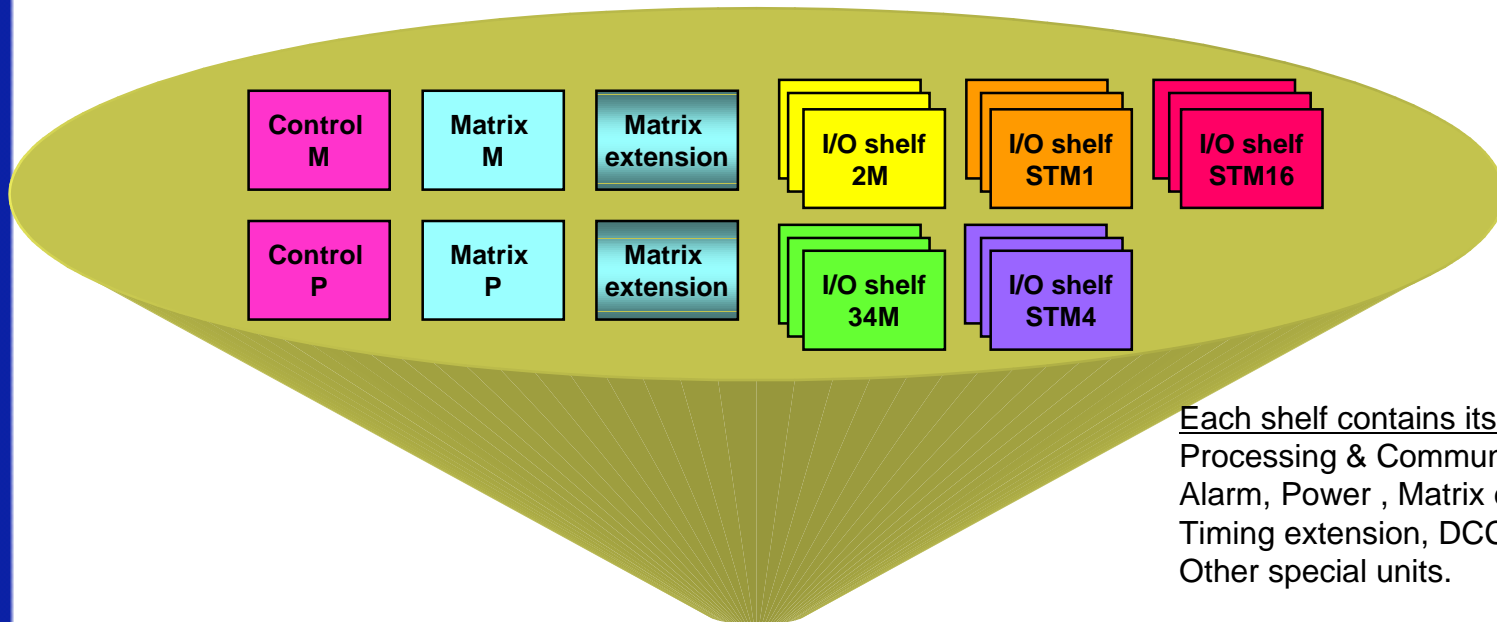 Control
M
Matrix
M
Matrix
extension
I/O shelf
2M
I/O shelf
STM1
I/O shelf
STM16
Control
P
Matrix
P
Matrix
extension
I/O shelf
34M
I/O shelf
STM4
Each shelf contains its
Processing & Commun
Alarm, Power , Matrix
Timing extension, DCC
Other special units.